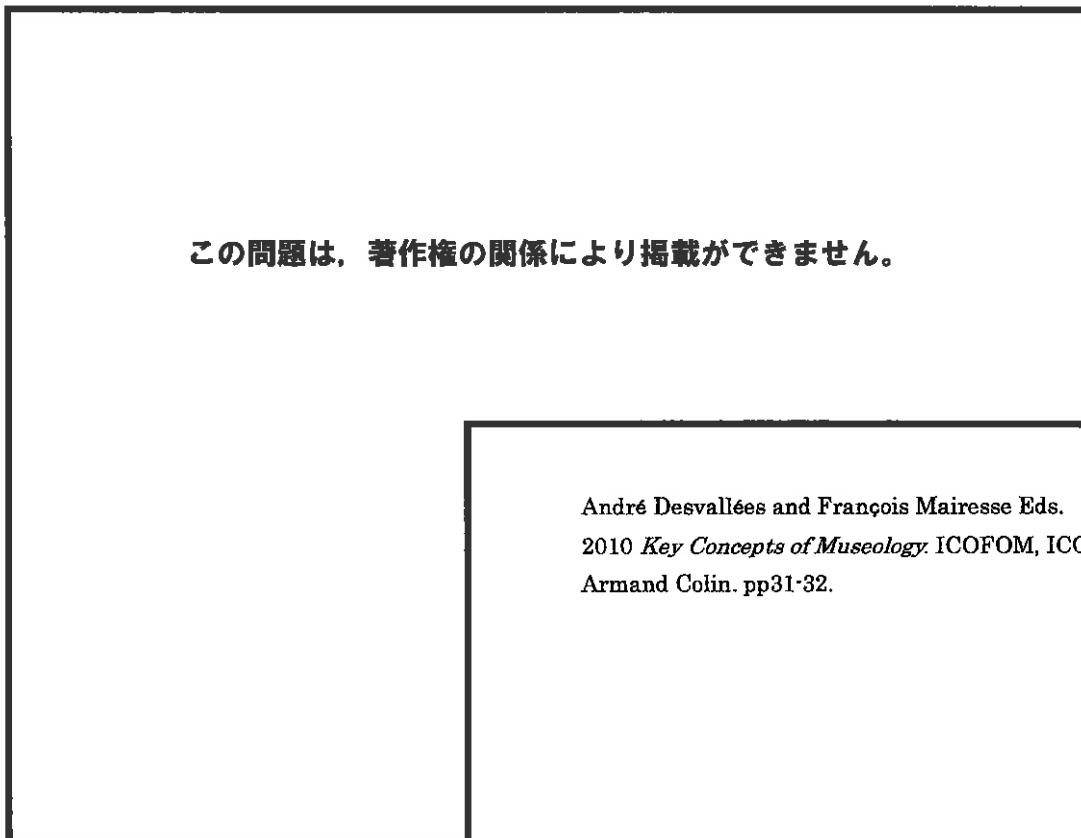 この問題は，著作権の関係により掲載ができません。
André Desvallées and François Mairesse Eds.
2010 Key Concepts of Museology. ICOFOM,
Armand Colin. pp31-32.